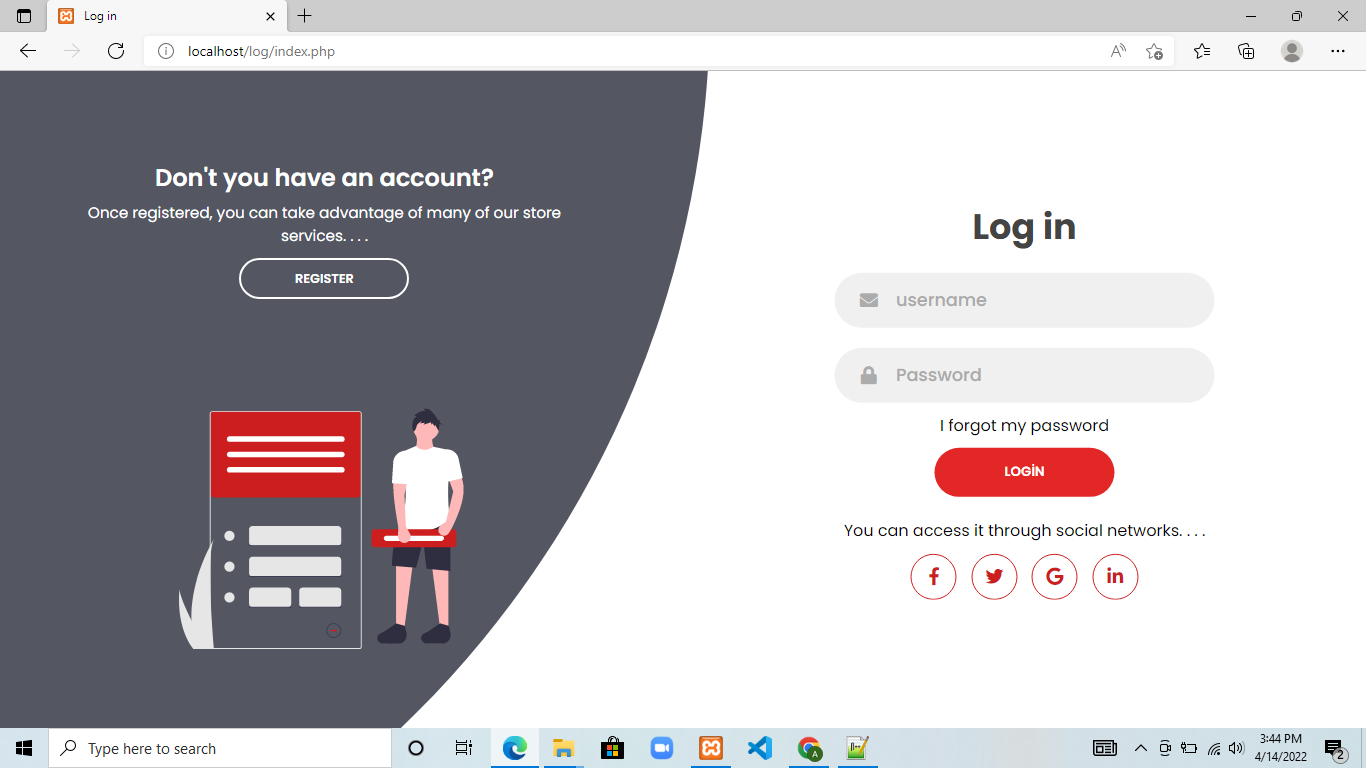 Log in
localhost/log/index.php
Don't you have an account?
Once registered, you can take advantage of many of our store
services. . . .
REGISTER
Log in
username
Password
I forgot my password
LOGİN
You can access it through social networks. . . .
Type here to search
A
3:44 PM
4/14/2022
2